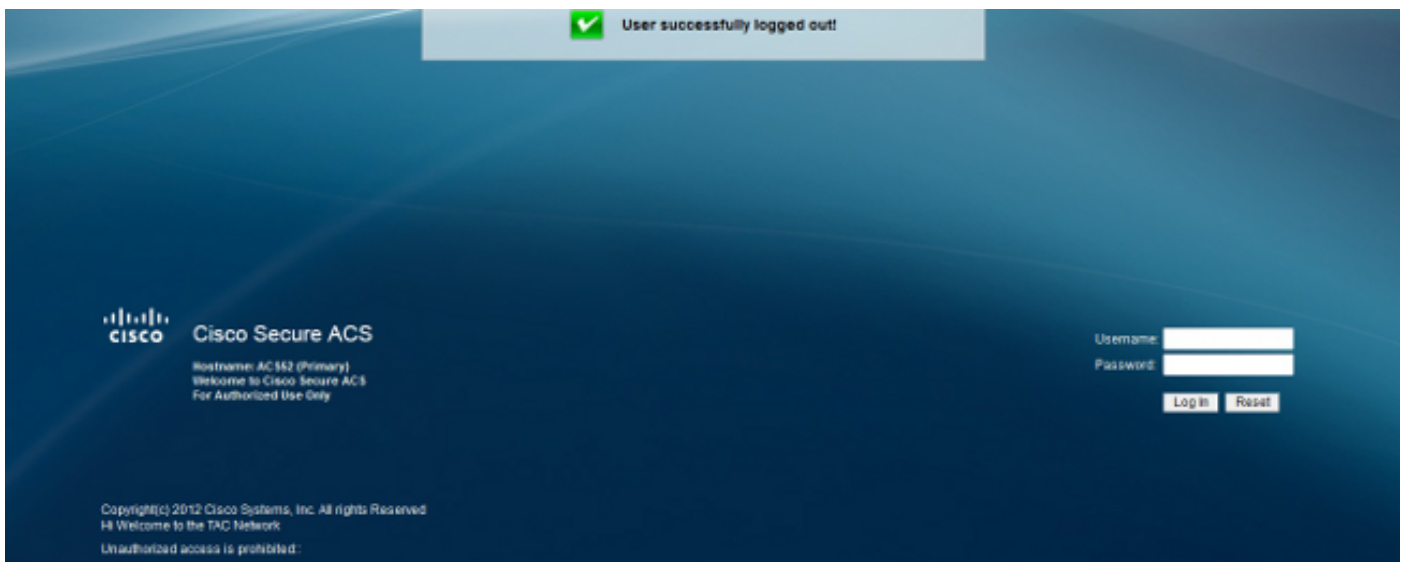 User successfully logged out!
CISCO
Cisco Secure ACS
Hostname: ACS52 (Primary)
Welcome to Cisco Secure ACS
For Authorized Use Only
Username:
Password:
Log In Reset
Copyright(c) 2012 Cisco Systems, Inc. All rights Reserved
Hi Welcome to the TAC Network
Unauthorized access is prohibited::